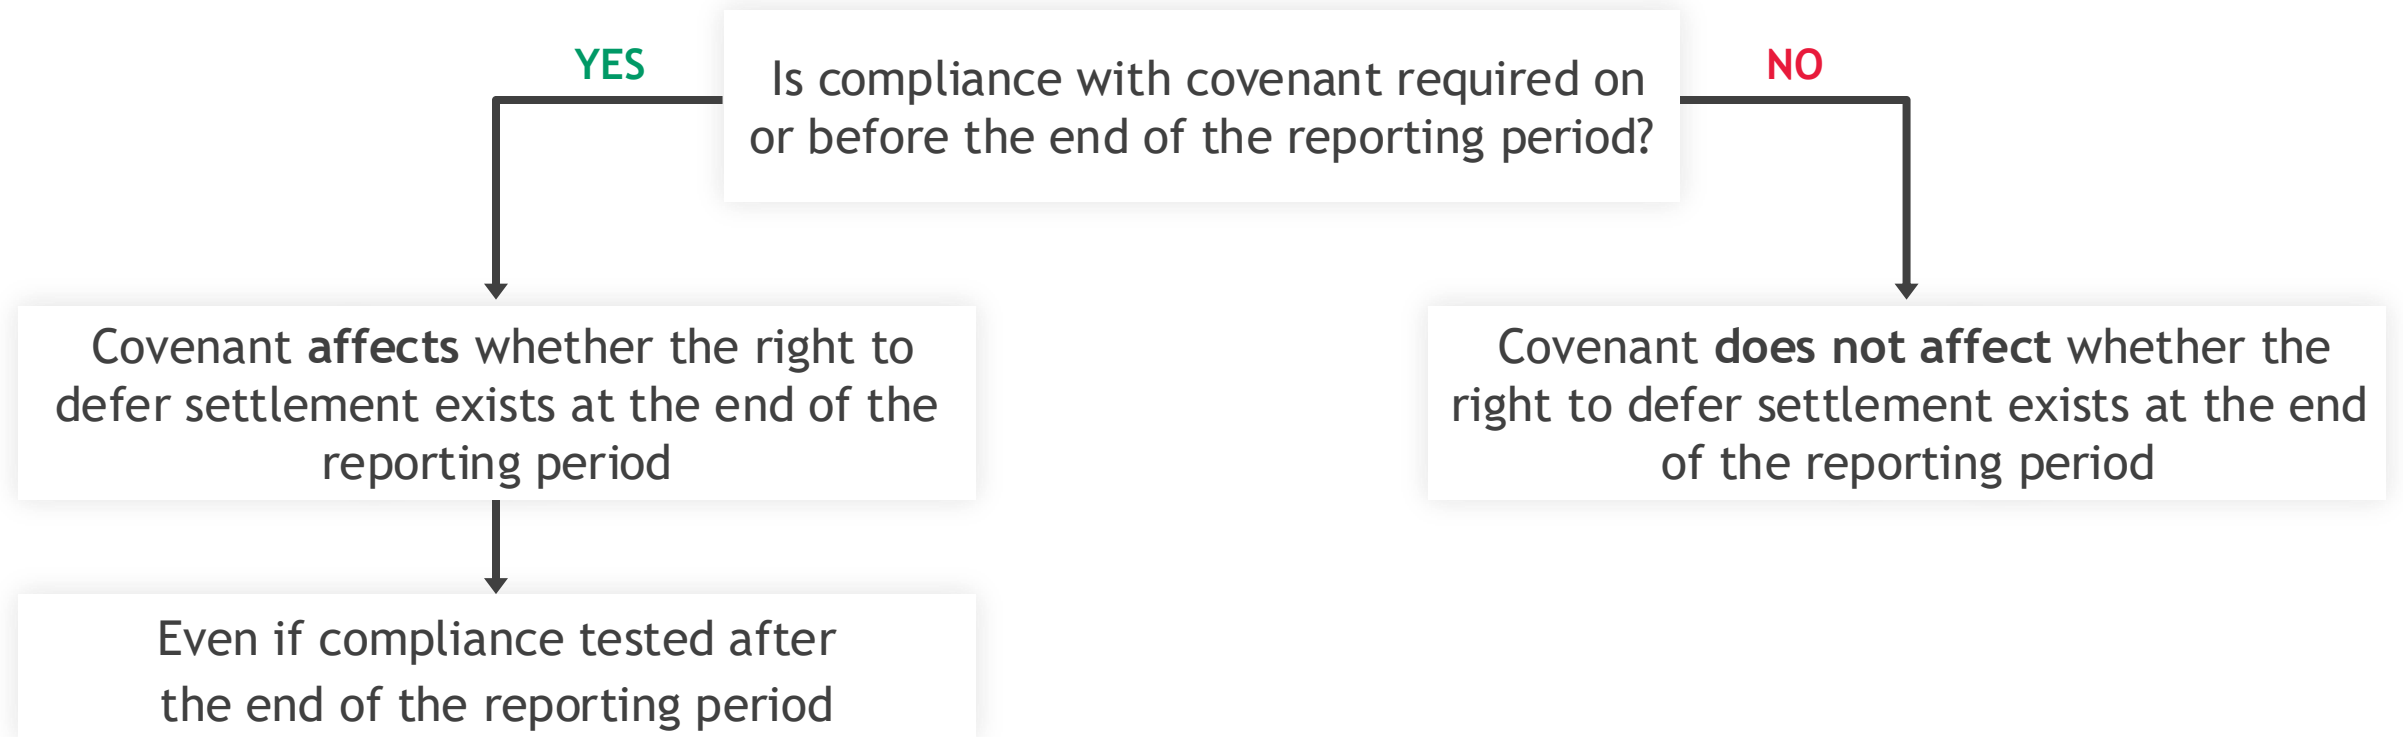 YES
Is compliance with covenant required on
or before the end of the reporting period?
NO
Covenant affects whether the right to
defer settlement exists at the end of the
reporting period
Covenant does not affect whether the
right to defer settlement exists at the end
of the reporting period
Even if compliance tested after
the end of the reporting period